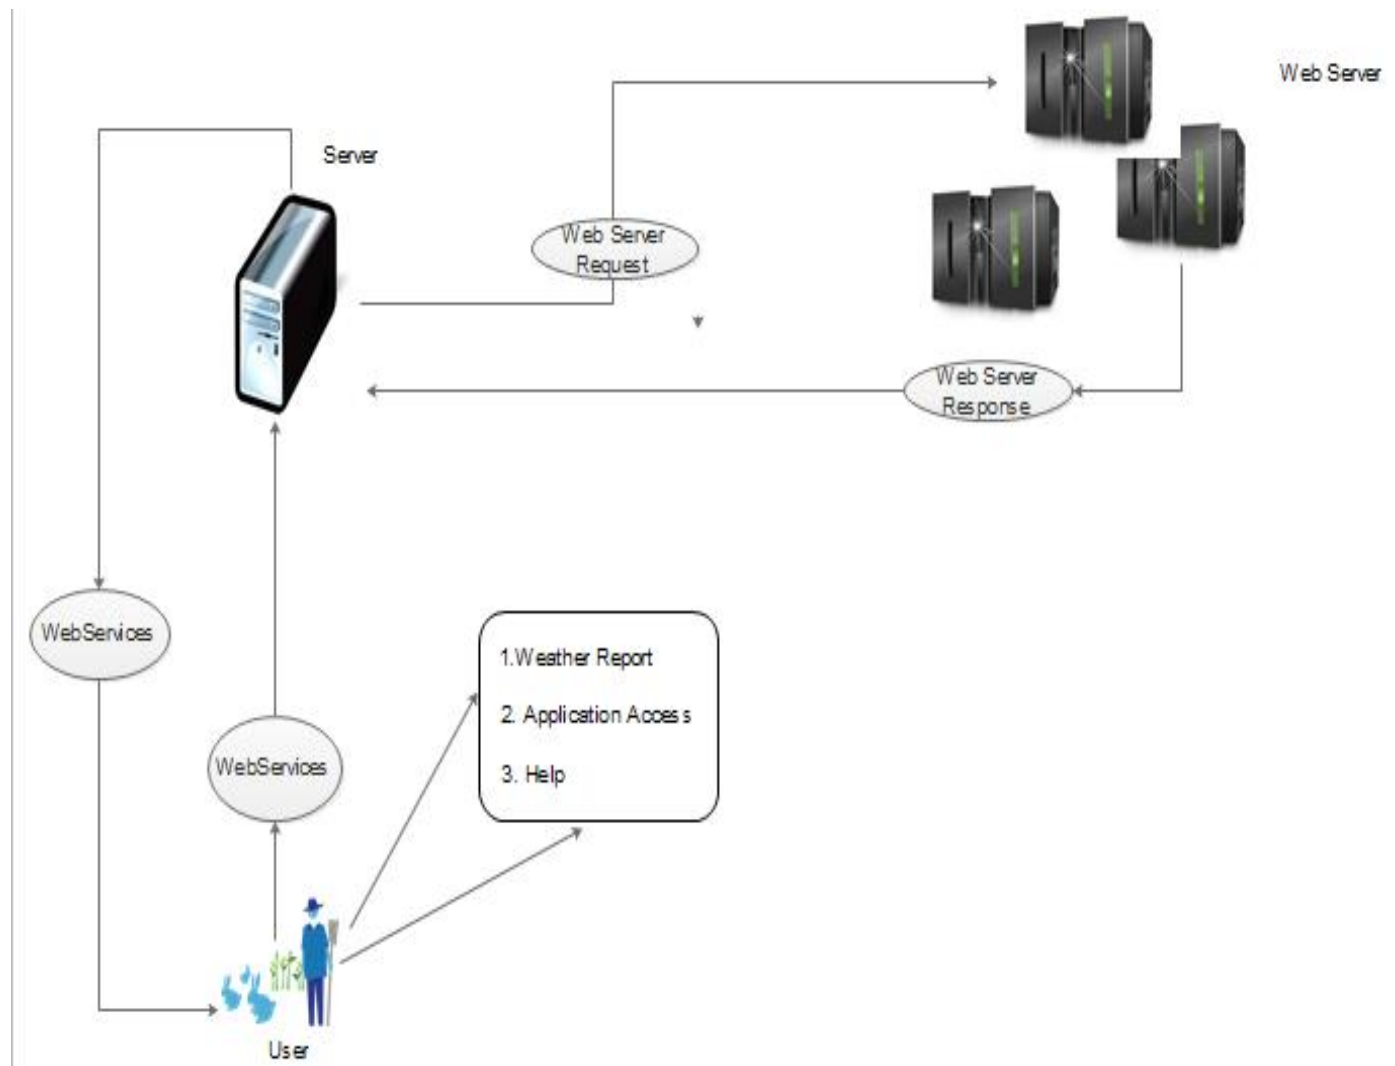 Web Server
Server
Web Server
Request
Web Server
Response
WebServices
1.Weather Report
2. Application Access
WebServices
3. Help
User